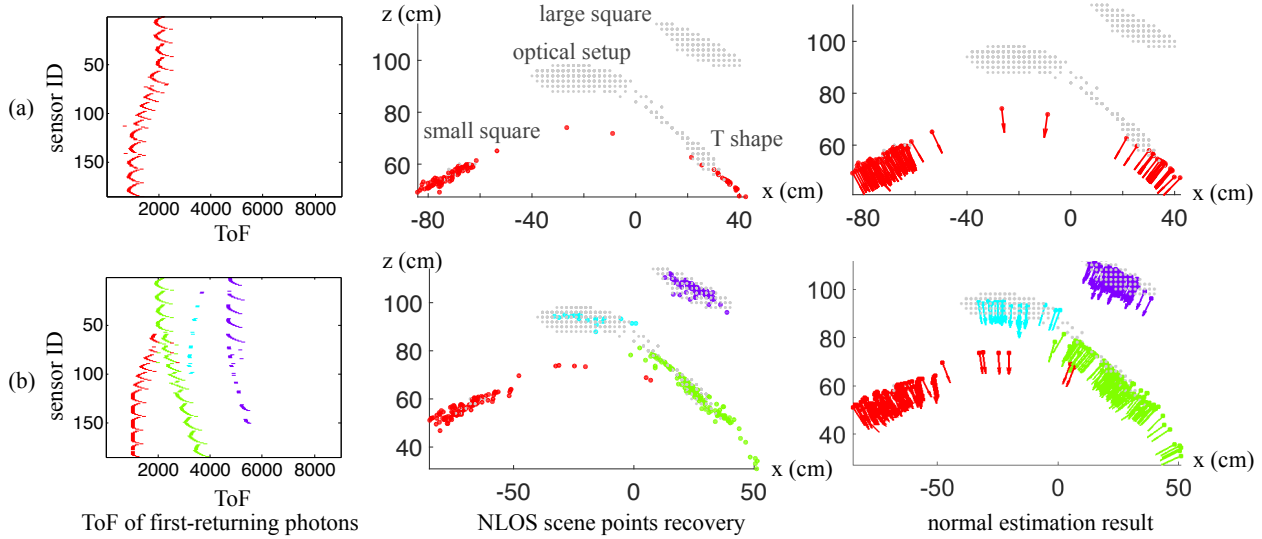 (a)
sensor ID
50
100
150
2000 4000 6000 8000
ToF
z (cm)
100
80
60
-80 -40 0 40
x (cm)
large square
optical setup
small square
T shape
100
80
60
-80 -40 0 40
x (cm)
(b)
sensor ID
50
100
150
2000 4000 6000 8000
ToF
z (cm)
100
80
60
40
-50 0 50
x (cm)
100
80
60
40
-50 0 50
x (cm)
ToF of first-returning photons
NLOS scene points recovery
normal estimation result